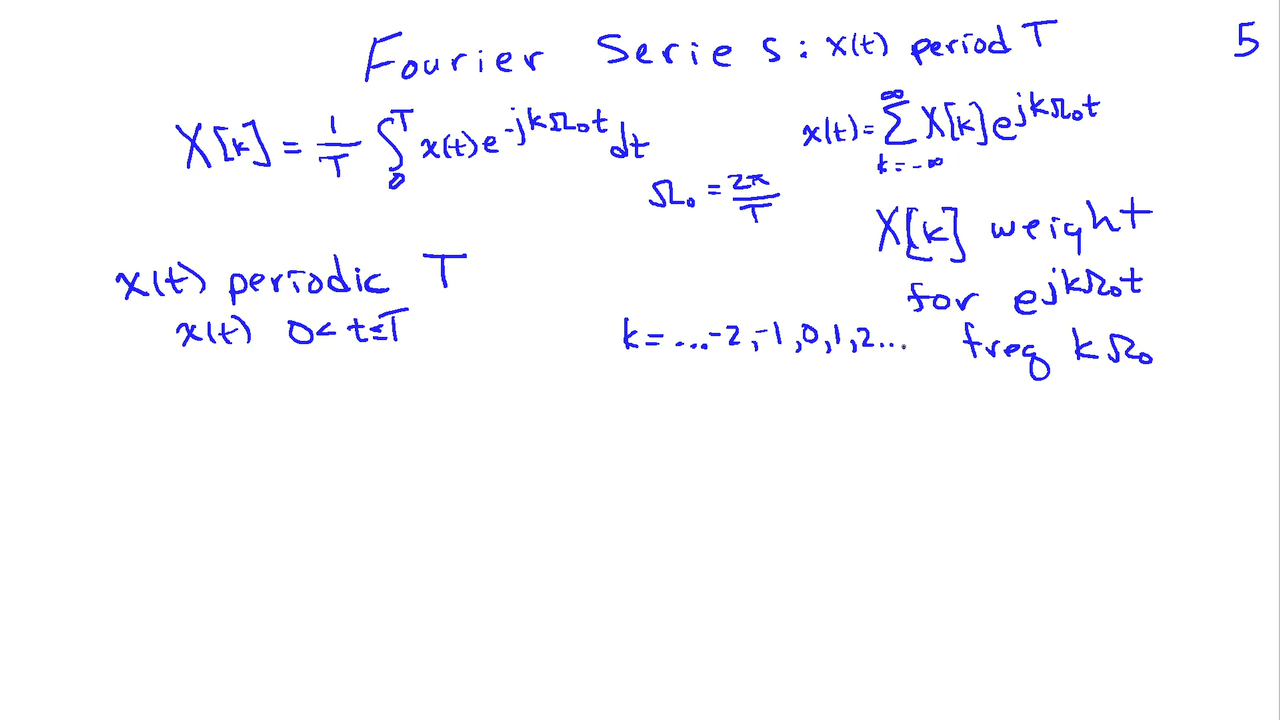 Fourier Series: x(t) period T
5
X[k] = 1/T ∫₀ᵀ x(t) e^{-jkΩ₀t} dt
x(t) = ∑_{k=-∞}^{∞} X[k] e^{jkΩ₀t}
Ω₀ = 2π/T
X[k] weight
for e^{jkΩ₀t}
freq kΩ₀
x(t) periodic T
x(t) 0 < t ≤ T
k = ...-2,-1,0,1,2...